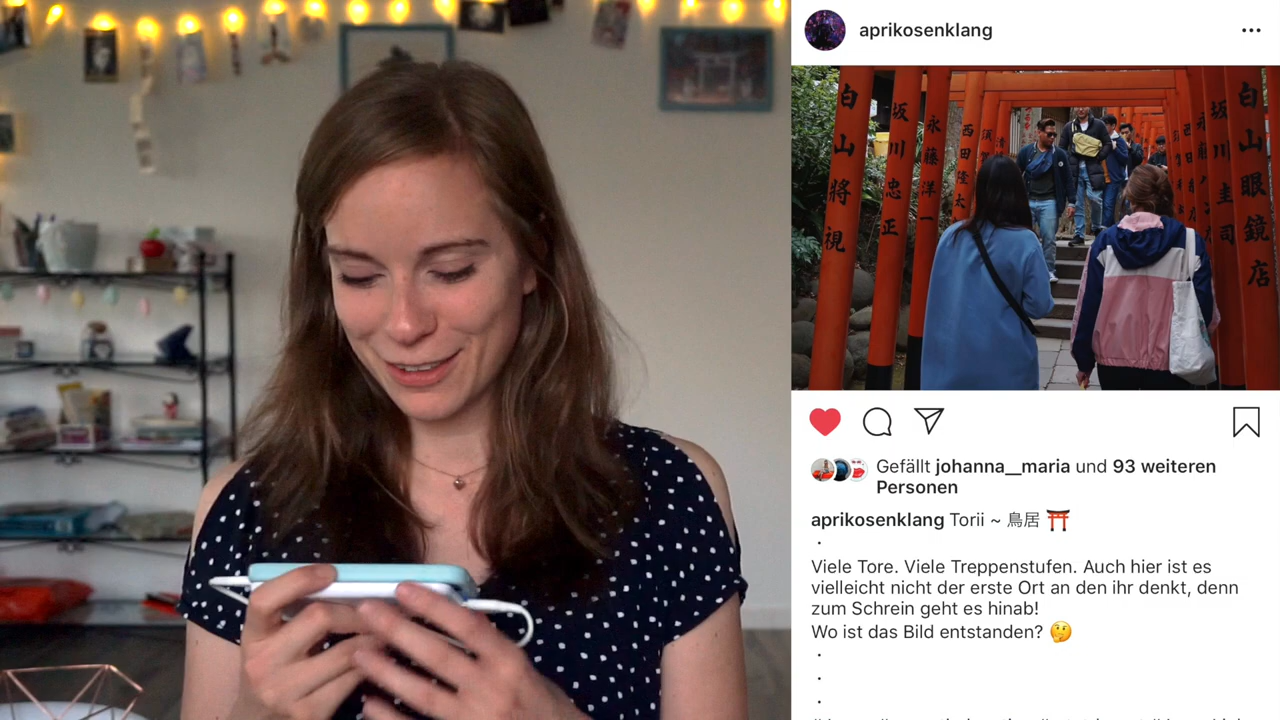 aprikosenklang
白山將視
坂川忠正
永藤洋一
西田隆太
坂川圭司
白山眼鏡店
Gefällt johanna__maria und 93 weiteren
Personen
aprikosenklang Torii ~ 鳥居 ⛩️
.
Viele Tore. Viele Treppenstufen. Auch hier ist es
vielleicht nicht der erste Ort an den ihr denkt, denn
zum Schrein geht es hinab!
Wo ist das Bild entstanden? 🤔
.
.
.